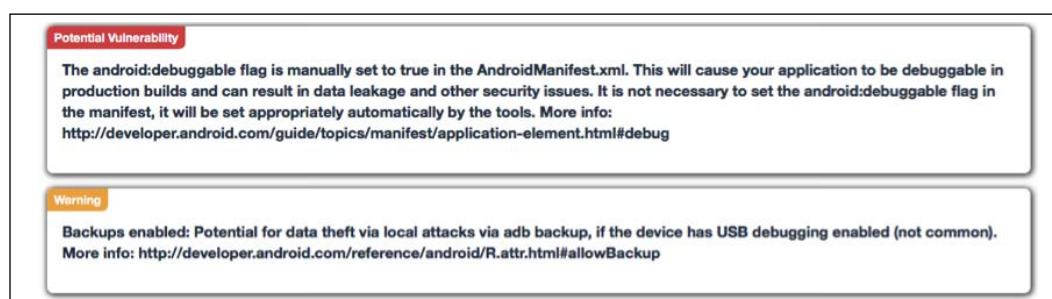 Potential Vulnerability
The android:debuggable flag is manually set to true in the AndroidManifest.xml. This will cause your application to be debuggable in
production builds and can result in data leakage and other security issues. It is not necessary to set the android:debuggable flag in
the manifest, it will be set appropriately automatically by the tools. More info:
http://developer.android.com/guide/topics/manifest/application-element.html#debug
Warning
Backups enabled: Potential for data theft via local attacks via adb backup, if the device has USB debugging enabled (not common).
More info: http://developer.android.com/reference/android/R.attr.html#allowBackup